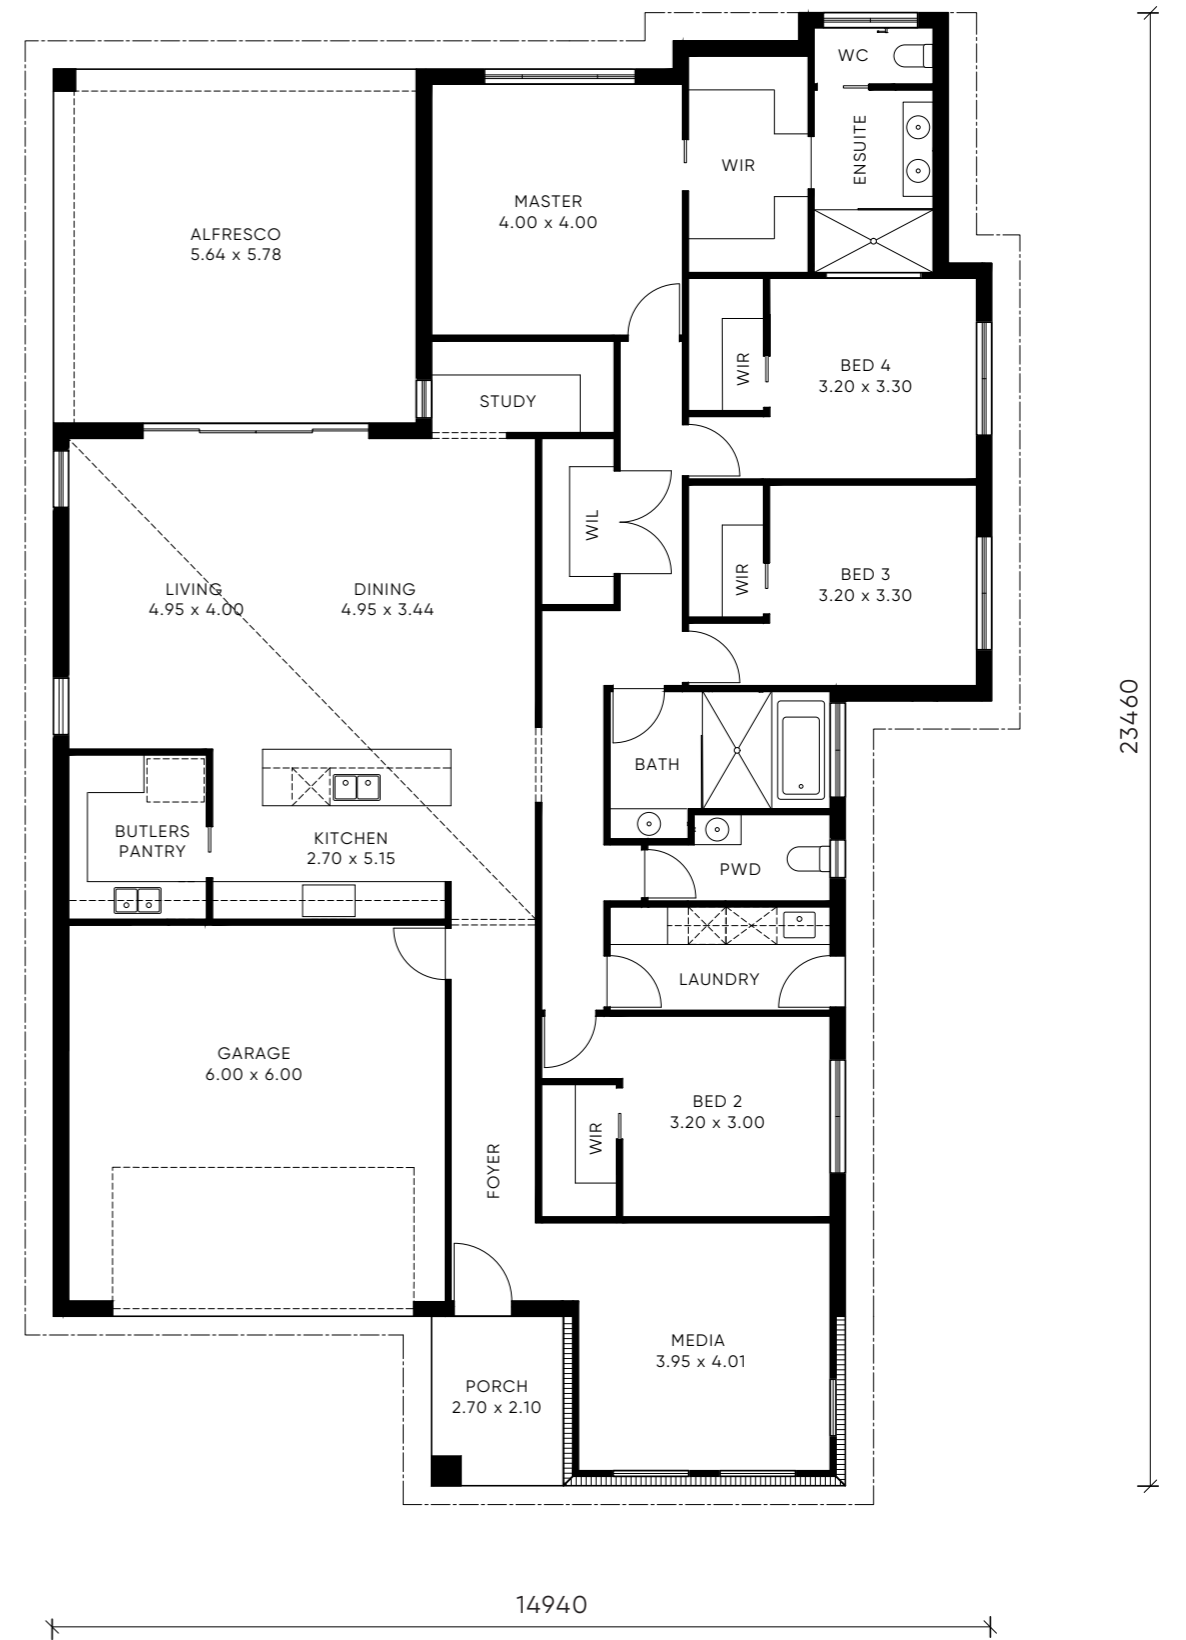 WC
ENSUITE
WIR
MASTER
4.00 x 4.00
ALFRESCO
5.64 x 5.78
BED 4
3.20 x 3.30
WIR
STUDY
WIL
WIR
BED 3
3.20 x 3.30
LIVING
4.95 x 4.00
DINING
4.95 x 3.44
23460
BATH
BUTLERS
PANTRY
KITCHEN
2.70 x 5.15
PWD
LAUNDRY
GARAGE
6.00 x 6.00
BED 2
3.20 x 3.00
WIR
FOYER
MEDIA
3.95 x 4.01
PORCH
2.70 x 2.10
14940